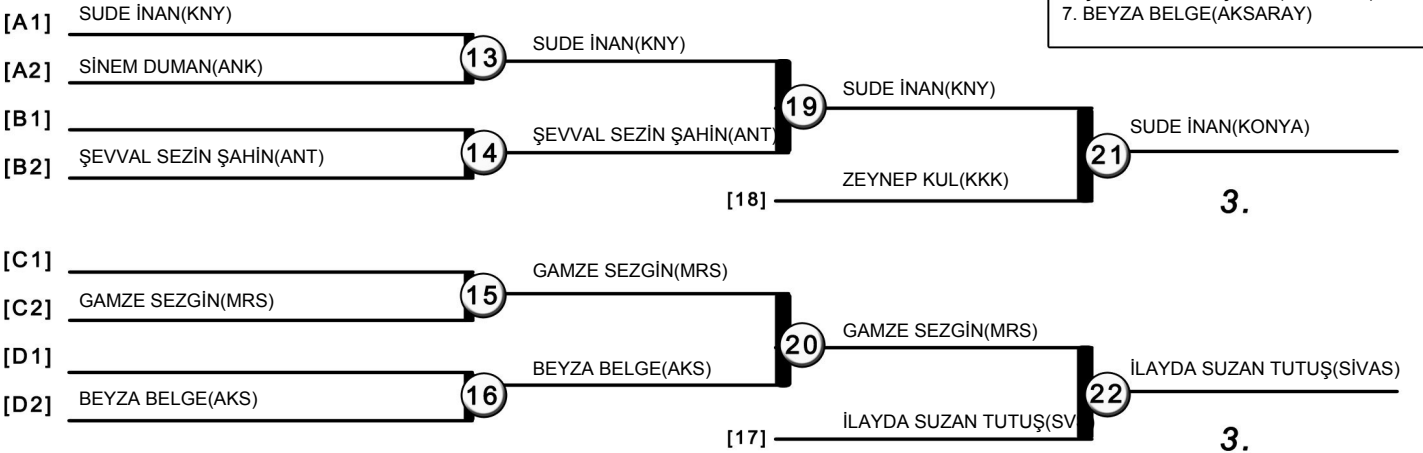 7. BEYZA BELGE(AKSARAY)
[A1] SUDE İNAN(KNY)
[A2] SİNEM DUMAN(ANK)
13
SUDE İNAN(KNY)
[B1]
[B2] ŞEVVAL SEZİN ŞAHİN(ANT)
14
ŞEVVAL SEZİN ŞAHİN(ANT)
19
SUDE İNAN(KNY)
[18] ZEYNEP KUL(KKK)
21
SUDE İNAN(KONYA)
3.
[C1]
[C2] GAMZE SEZGİN(MRS)
15
GAMZE SEZGİN(MRS)
[D1]
[D2] BEYZA BELGE(AKS)
16
BEYZA BELGE(AKS)
20
GAMZE SEZGİN(MRS)
[17] İLAYDA SUZAN TUTUŞ(SV
22
İLAYDA SUZAN TUTUŞ(SİVAS)
3.